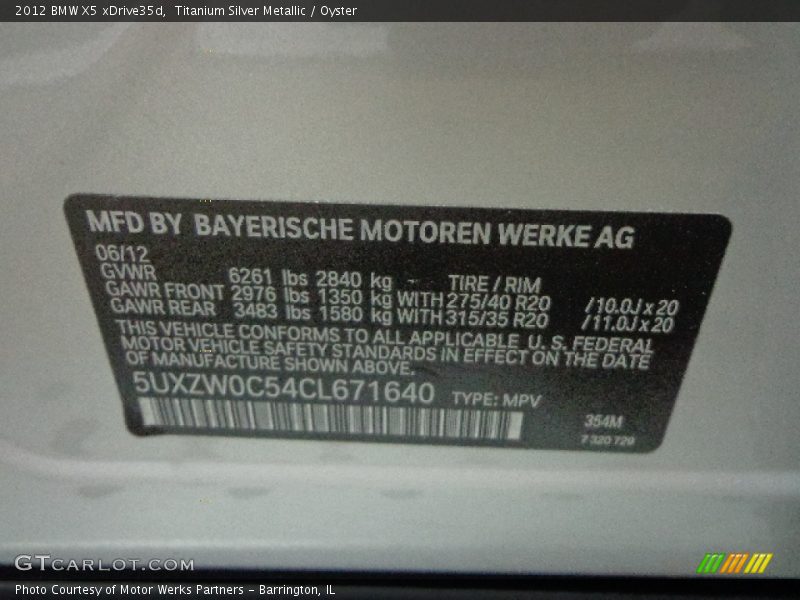 2012 BMW X5 xDrive35d, Titanium Silver Metallic / Oyster
MFD BY BAYERISCHE MOTOREN WERKE AG
06/12
GVWR 6261 lbs 2840 kg TIRE / RIM
GAWR FRONT 2976 lbs 1350 kg WITH 275/40 R20 /10.0J x 20
GAWR REAR 3483 lbs 1580 kg WITH 315/35 R20 /11.0J x 20
THIS VEHICLE CONFORMS TO ALL APPLICABLE U.S. FEDERAL
MOTOR VEHICLE SAFETY STANDARDS IN EFFECT ON THE DATE
OF MANUFACTURE SHOWN ABOVE.
5UXZW0C54CL671640 TYPE: MPV
354M
7 320 729
GTCARLOT.COM
Photo Courtesy of Motor Werks Partners - Barrington, IL